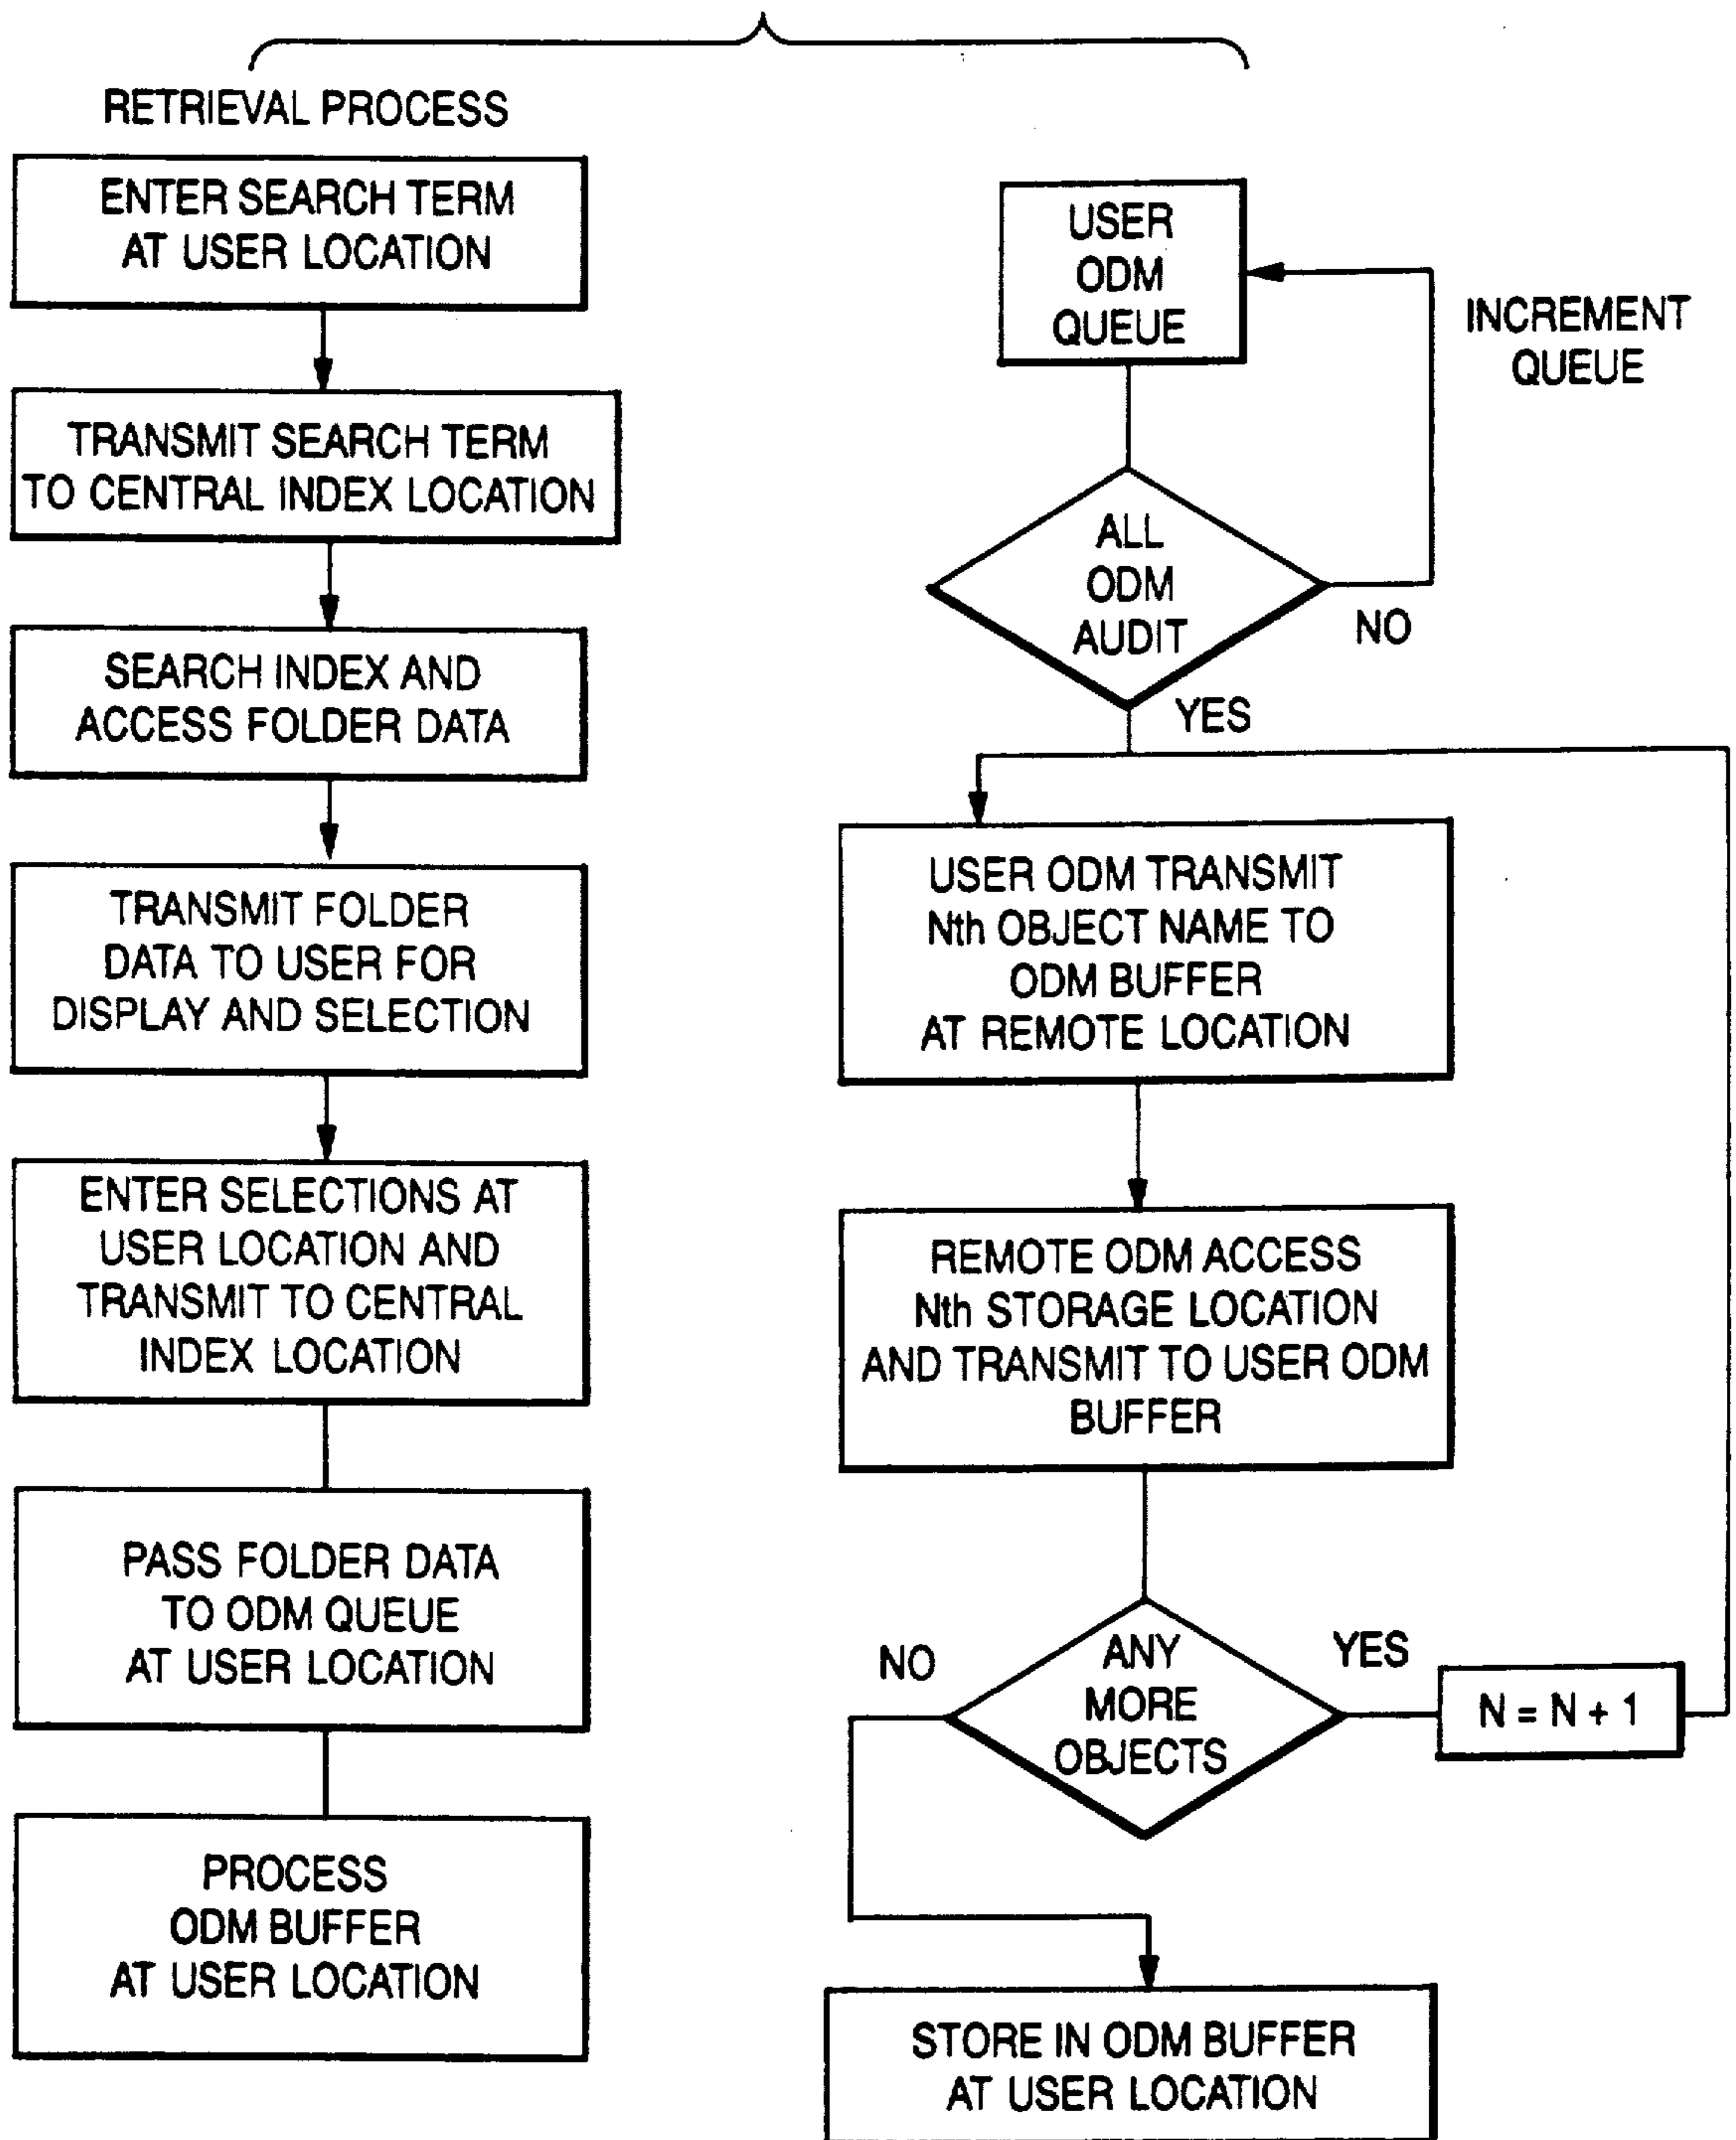 RETRIEVAL PROCESS
ENTER SEARCH TERM
AT USER LOCATION
TRANSMIT SEARCH TERM
TO CENTRAL INDEX LOCATION
SEARCH INDEX AND
ACCESS FOLDER DATA
TRANSMIT FOLDER
DATA TO USER FOR
DISPLAY AND SELECTION
ENTER SELECTIONS AT
USER LOCATION AND
TRANSMIT TO CENTRAL
INDEX LOCATION
PASS FOLDER DATA
TO ODM QUEUE
AT USER LOCATION
PROCESS
ODM BUFFER
AT USER LOCATION
USER
ODM
QUEUE
INCREMENT
QUEUE
ALL
ODM
AUDIT
NO
YES
USER ODM TRANSMIT
Nth OBJECT NAME TO
ODM BUFFER
AT REMOTE LOCATION
REMOTE ODM ACCESS
Nth STORAGE LOCATION
AND TRANSMIT TO USER ODM
BUFFER
ANY
MORE
OBJECTS
NO
YES
N = N + 1
STORE IN ODM BUFFER
AT USER LOCATION